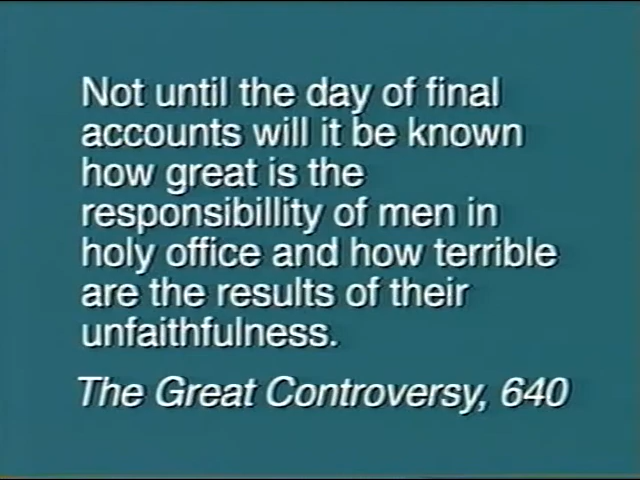 Not until the day of final
accounts will it be known
how great is the
responsibillity of men in
holy office and how terrible
are the results of their
unfaithfulness.
The Great Controversy, 640